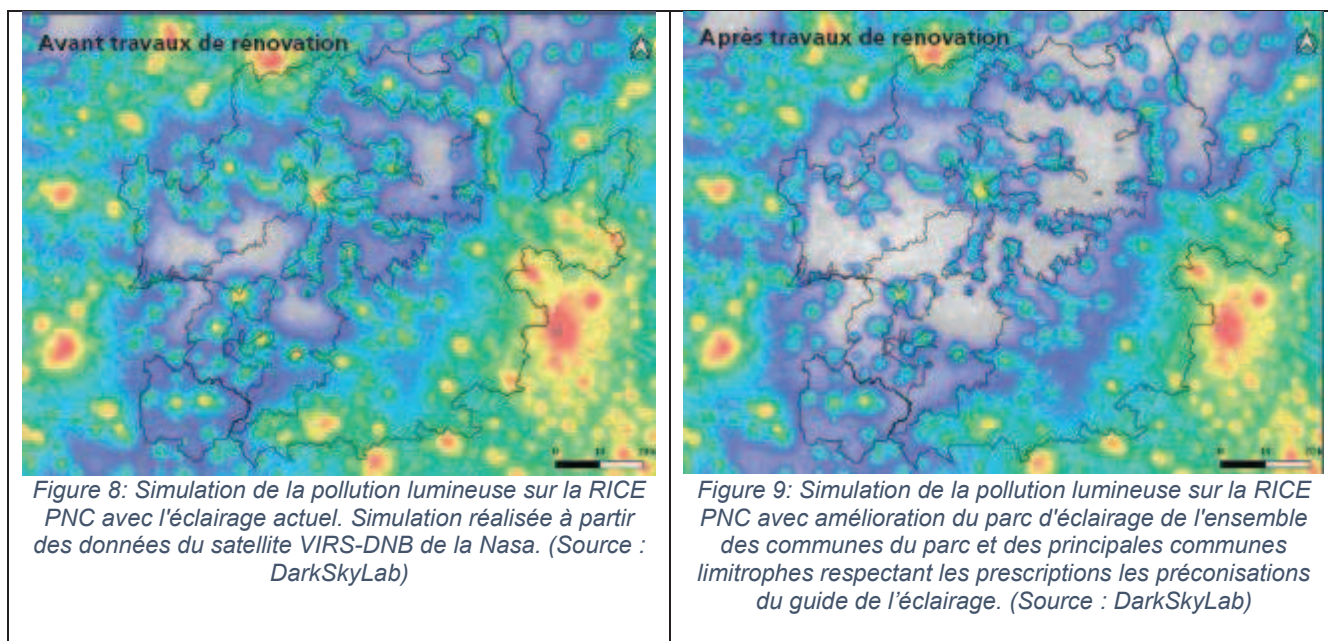 Avant travaux de rénovation
Après travaux de rénovation
0
0
Figure 8: Simulation de la pollution lumineuse sur la RICE
PNC avec l'éclairage actuel. Simulation réalisée à partir
des données du satellite VIRS-DNB de la Nasa. (Source :
DarkSkyLab)
Figure 9: Simulation de la pollution lumineuse sur la RICE
PNC avec amélioration du parc d'éclairage de l'ensemble
des communes du parc et des principales communes
limitrophes respectant les prescriptions les préconisations
du guide de l'éclairage. (Source : DarkSkyLab)